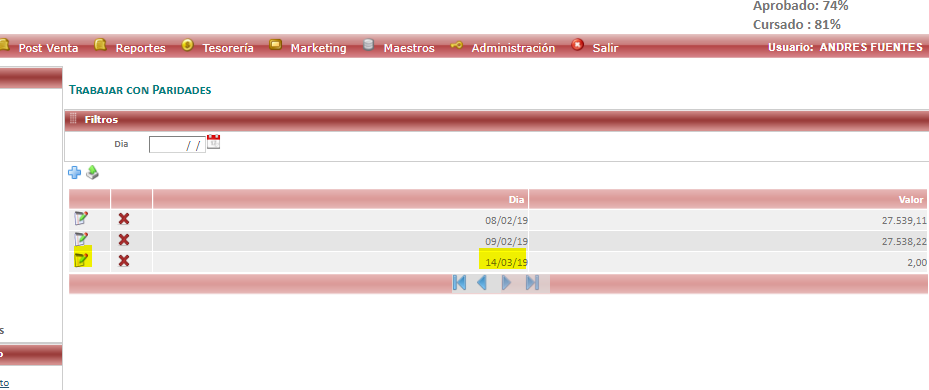 Aprobado: 74%
Cursado : 81%
Post Venta Reportes Tesorería Marketing Maestros Administración Salir Usuario: ANDRES FUENTES
TRABAJAR CON PARIDADES
Filtros
Dia / /
Dia Valor
08/02/19 27.539,11
09/02/19 27.538,22
14/03/19 2,00
s
o
to